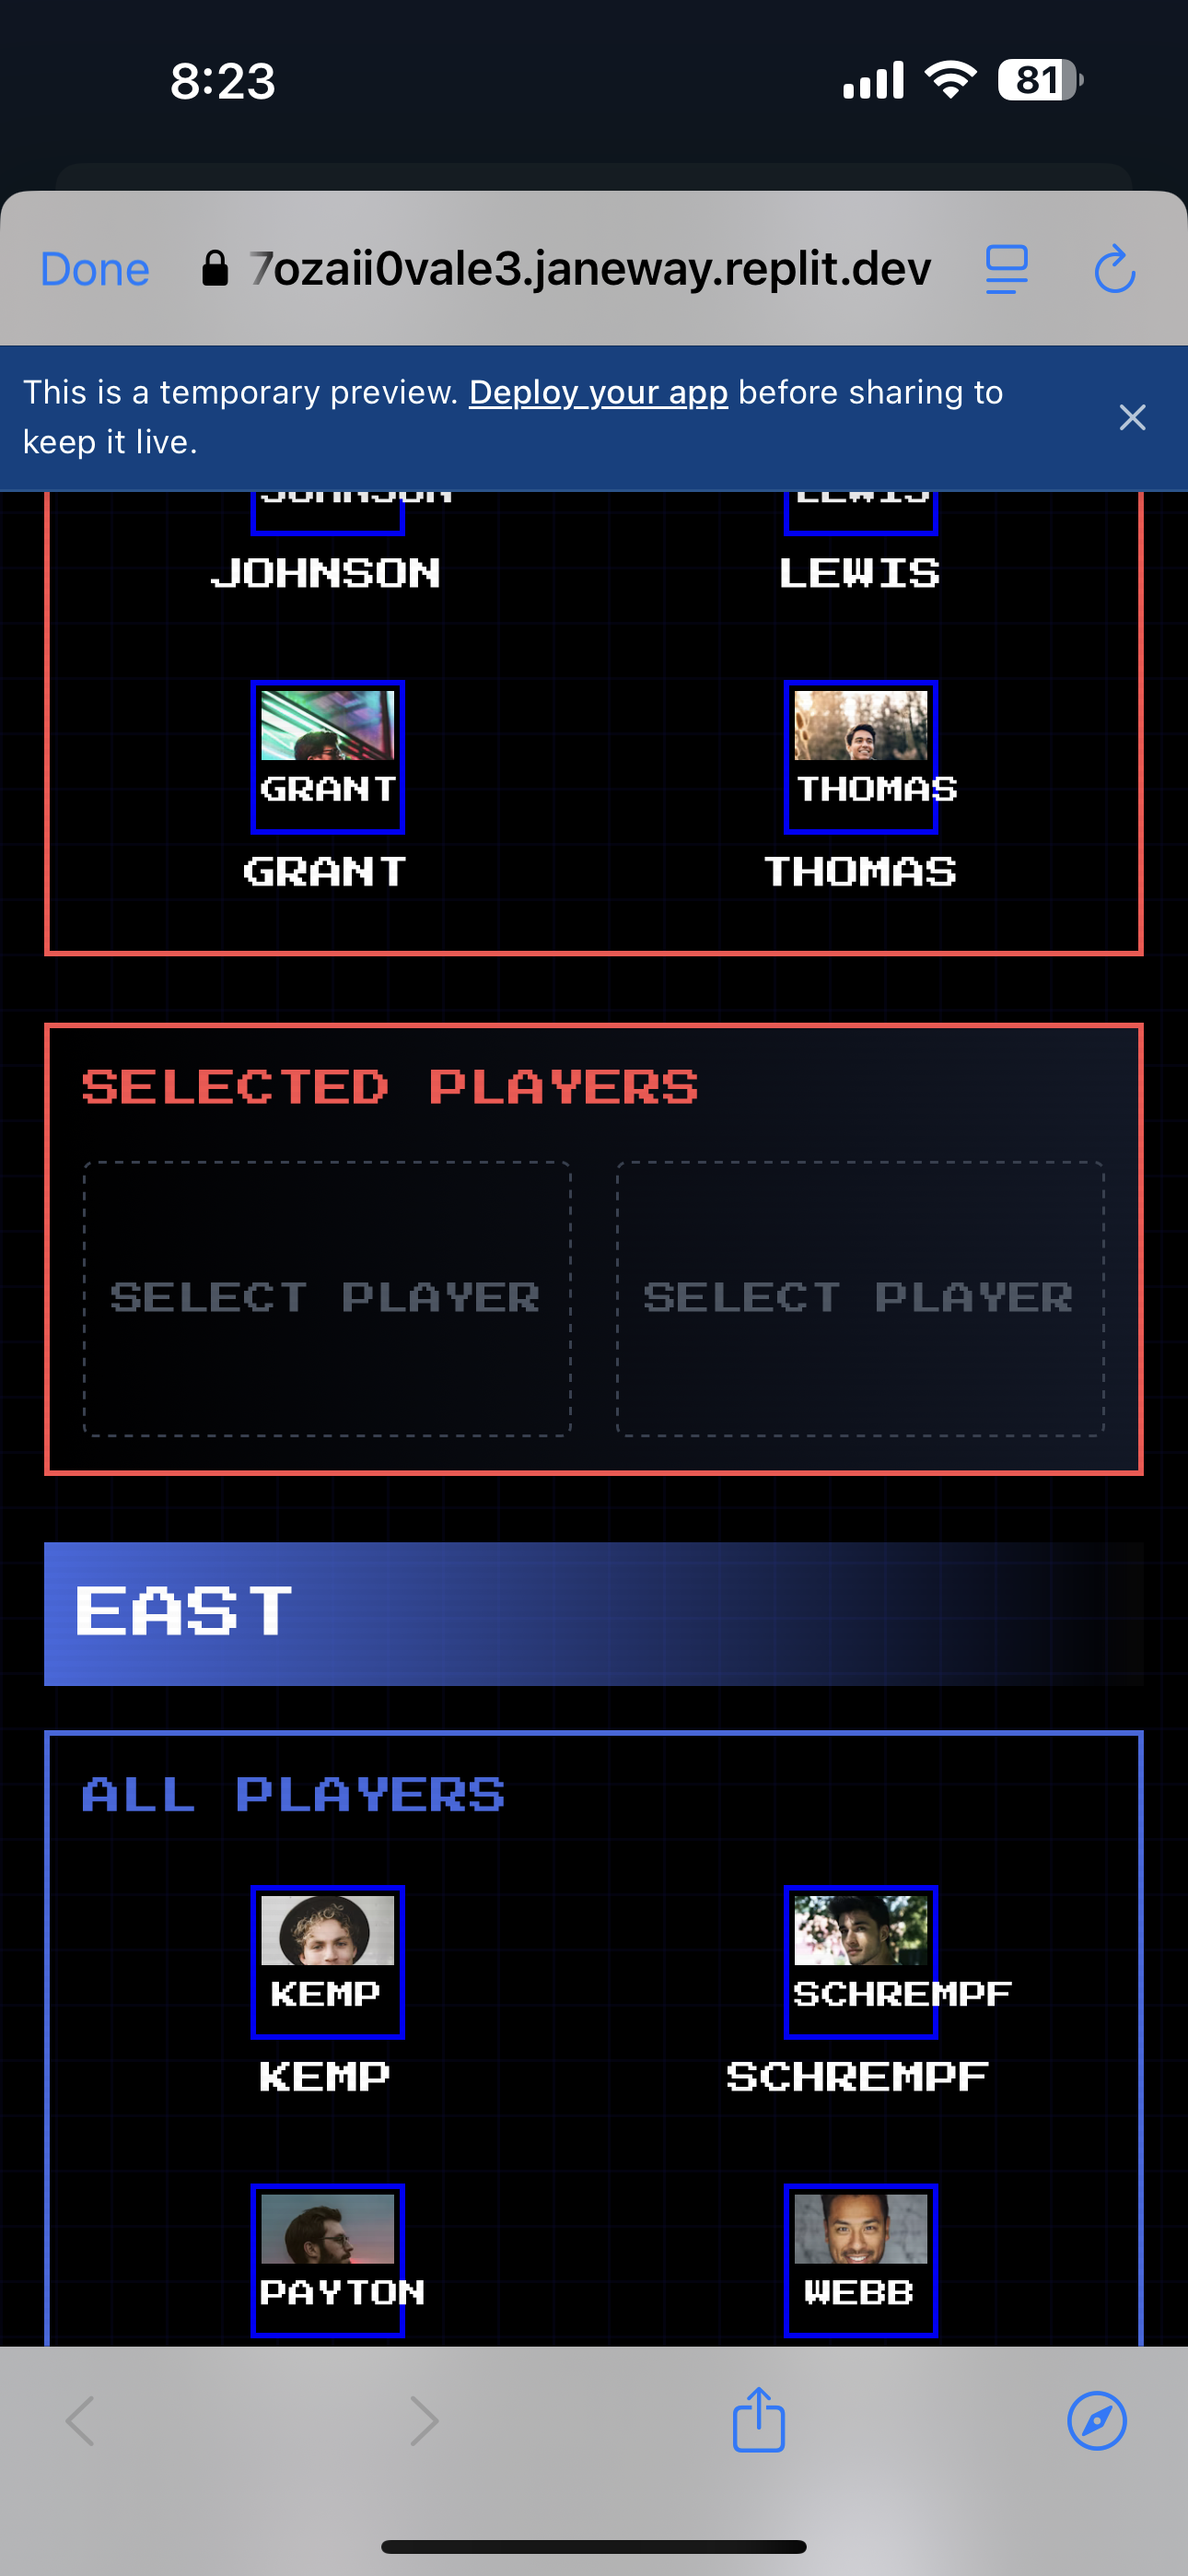 8:23
81
Done
7ozaii0vale3.janeway.replit.dev
This is a temporary preview. Deploy your app before sharing to
keep it live.
JOHNSON LEWIS
JOHNSON LEWIS
GRANT THOMAS
GRANT THOMAS
SELECTED PLAYERS
SELECT PLAYER SELECT PLAYER
EAST
ALL PLAYERS
KEMP SCHREMPF
KEMP SCHREMPF
PAYTON WEBB